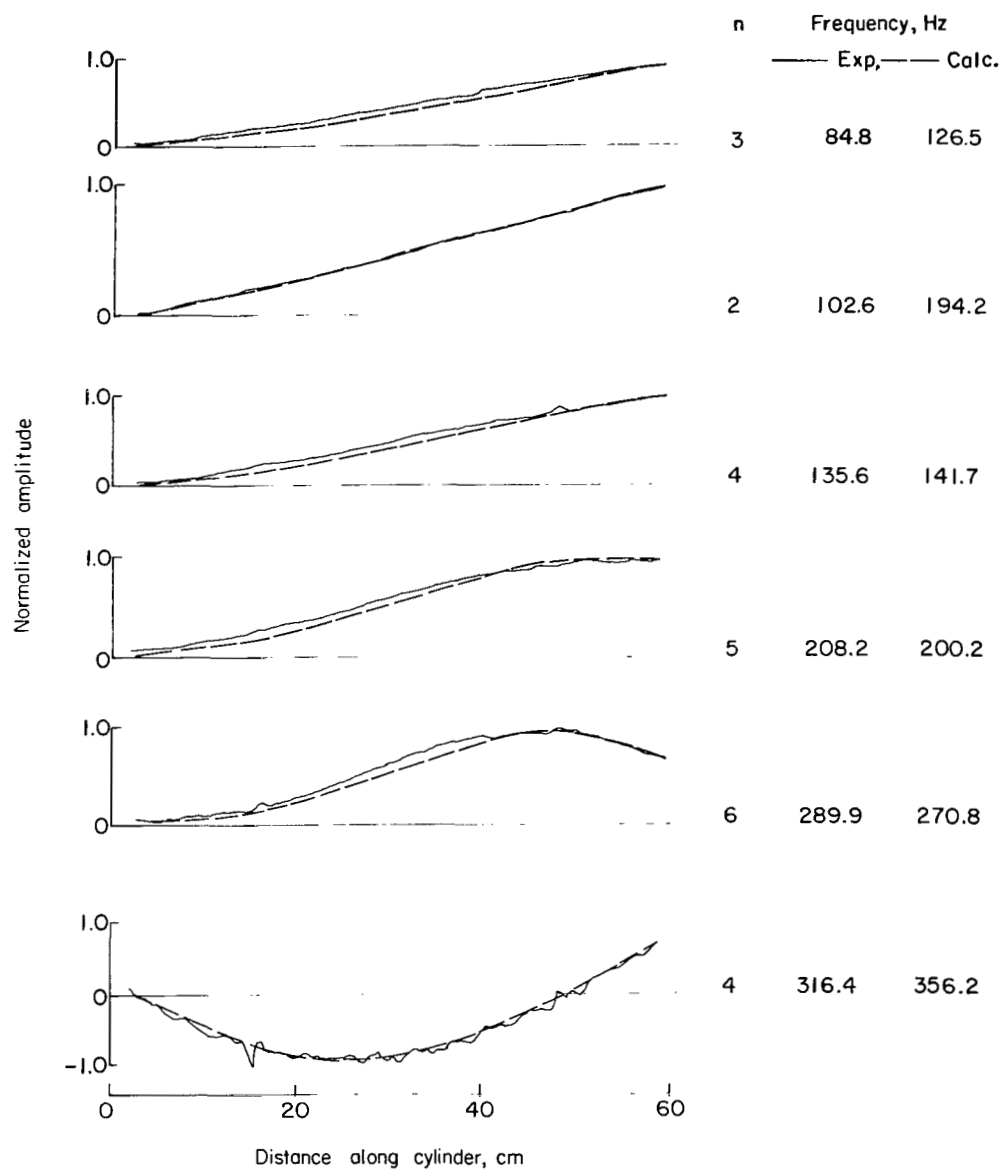 n Frequency, Hz
Exp, Calc.
1.0
0
3 84.8 126.5
1.0
0
2 102.6 194.2
1.0
0
4 135.6 141.7
1.0
0
5 208.2 200.2
1.0
0
6 289.9 270.8
1.0
0
-1.0
4 316.4 356.2
Normalized amplitude
0 20 40 60
Distance along cylinder, cm